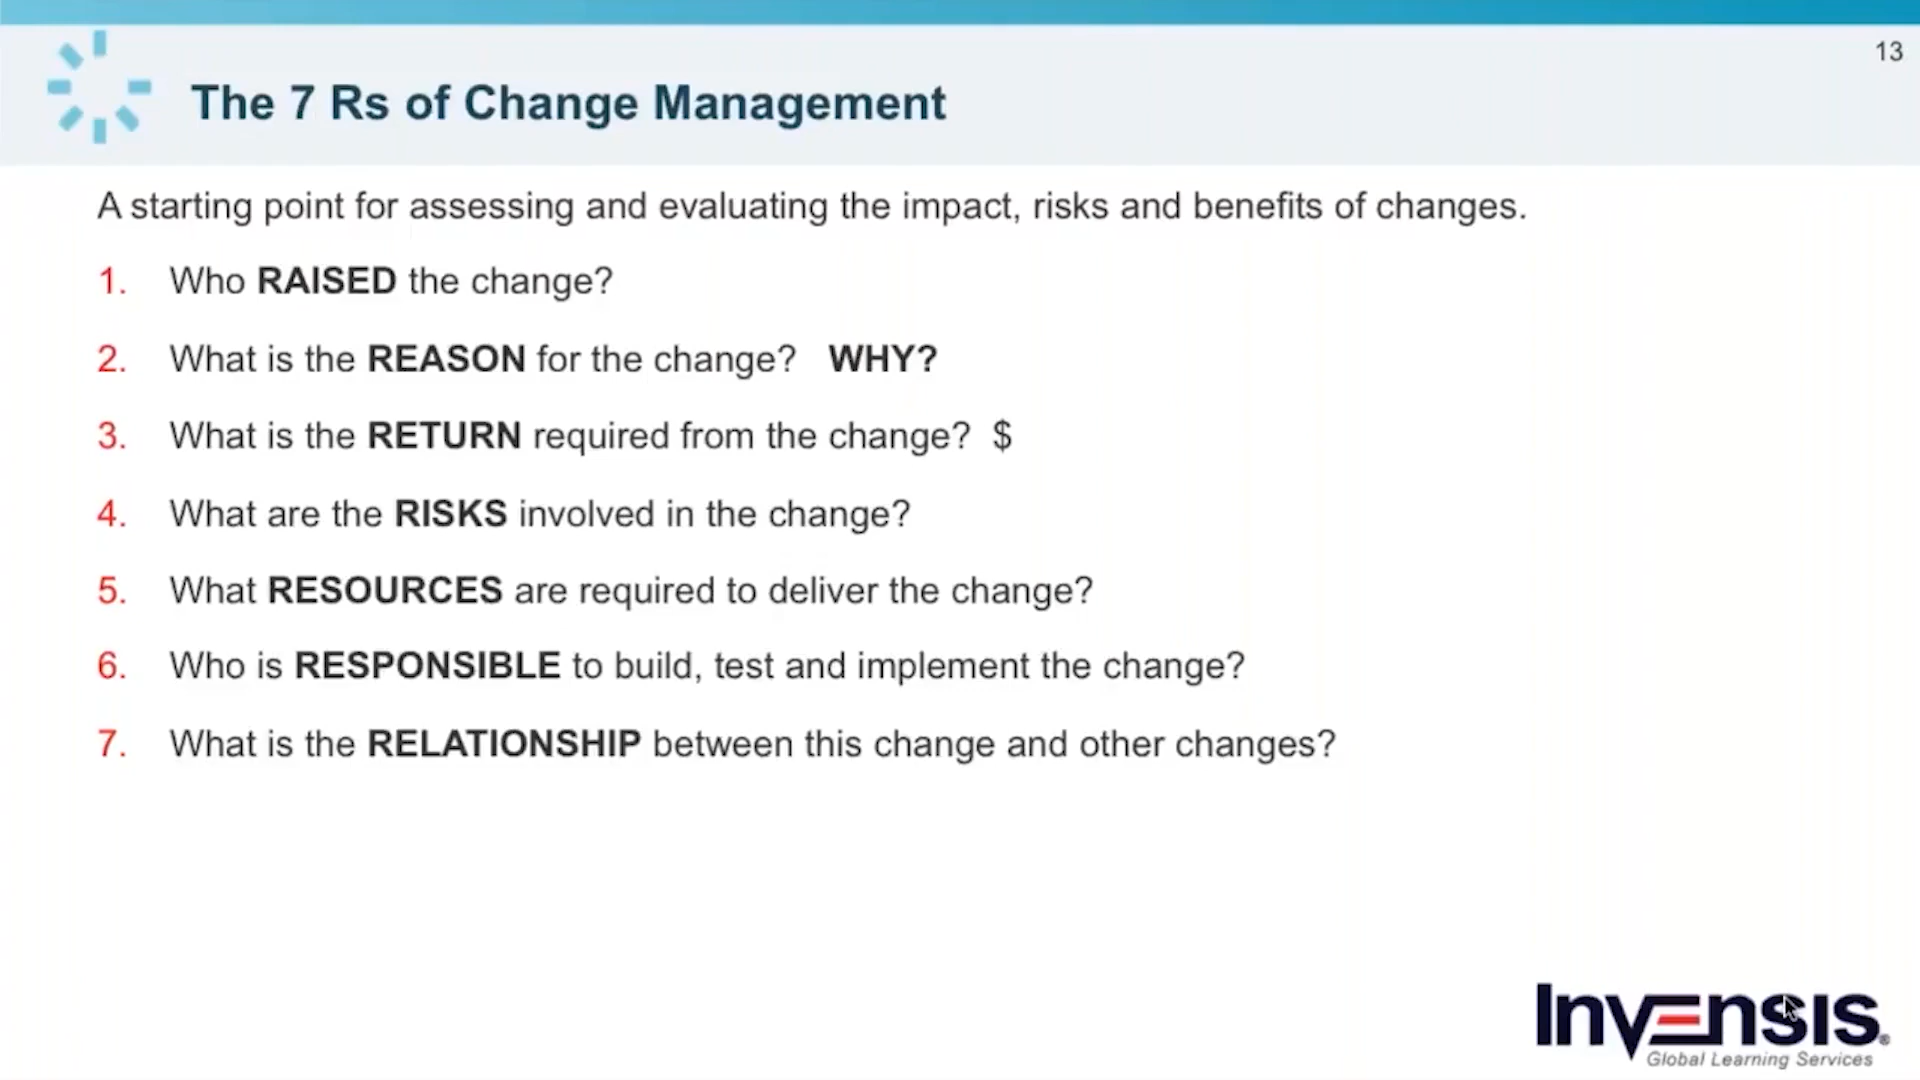 13
The 7 Rs of Change Management
A starting point for assessing and evaluating the impact, risks and benefits of changes.
1. Who RAISED the change?
2. What is the REASON for the change? WHY?
3. What is the RETURN required from the change? $
4. What are the RISKS involved in the change?
5. What RESOURCES are required to deliver the change?
6. Who is RESPONSIBLE to build, test and implement the change?
7. What is the RELATIONSHIP between this change and other changes?
Invensis®
Global Learning Services